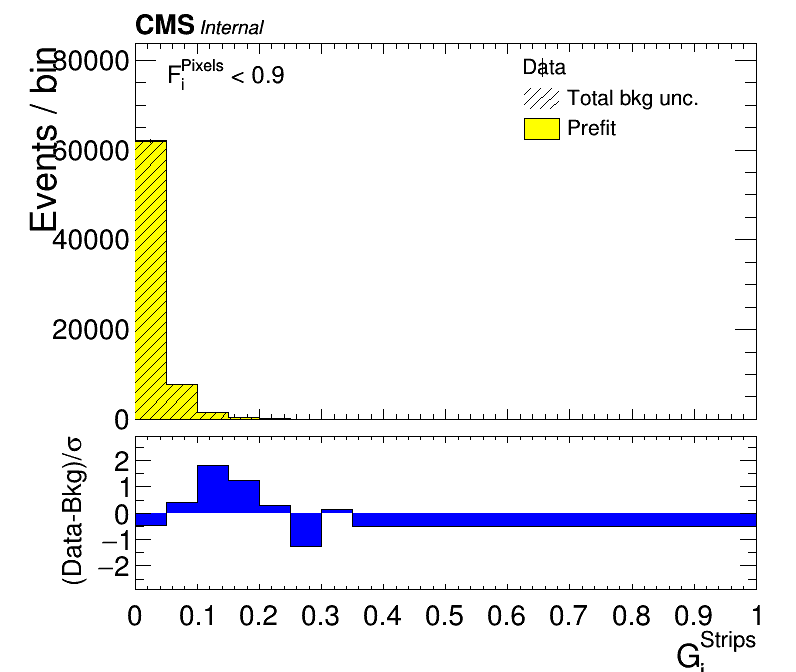 CMS Internal
80000
60000
40000
20000
0
Events / bin
F_i^Pixels < 0.9
Data
Total bkg unc.
Prefit
2
1
0
−1
−2
(Data-Bkg)/σ
0 0.1 0.2 0.3 0.4 0.5 0.6 0.7 0.8 0.9 1
G_i^Strips